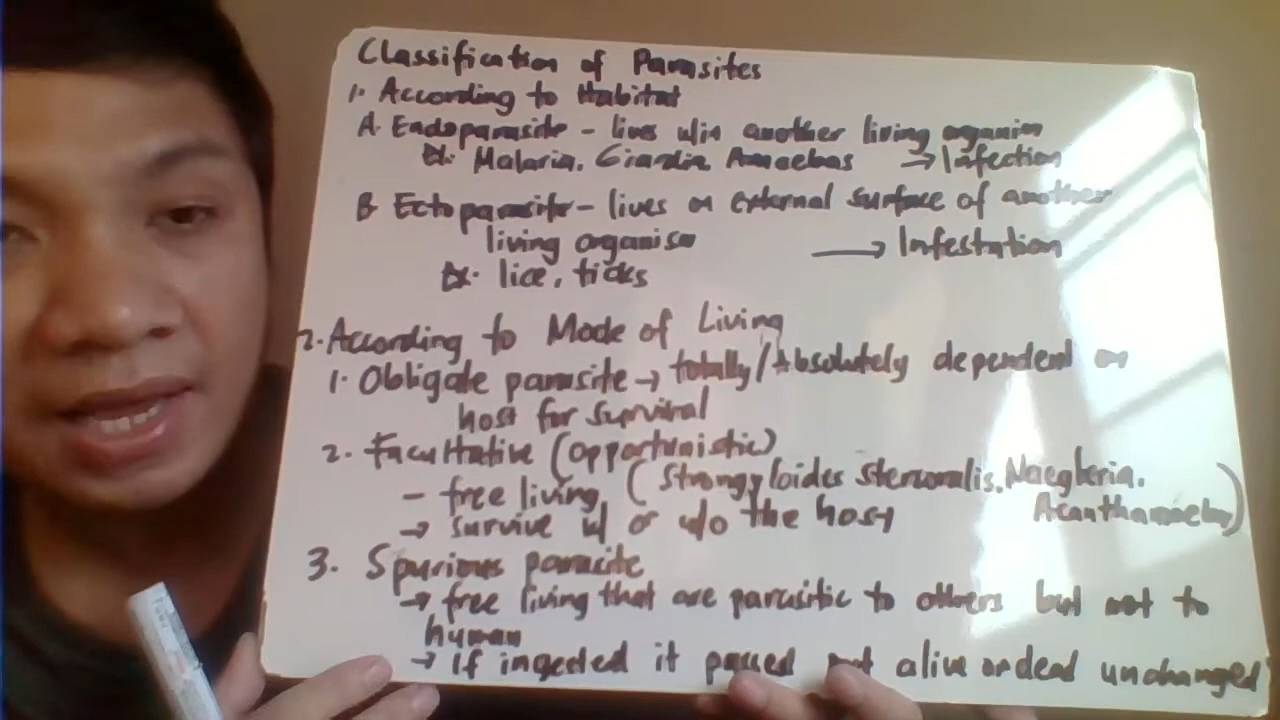 Classification of Parasites
1. According to Habitat
A. Endoparasite - lives w/in another living organism
Ex. Malaria, Giardia Amaebas → Infection
B. Ectoparasite - lives on external surface of another
living organism → Infestation
Ex. lice, ticks
2. According to Mode of Living
1. Obligate parasite → totally/Absolutely dependent on
host for survival
2. Facultative (opportunistic)
- free living (Strongyloides stercoralis, Naegleria,
→ survive w/ or w/o the host Acanthamoeba)
3. Spurious parasite
→ free living that are parasitic to others but not to
human
→ If ingested it passed out alive or dead unchanged